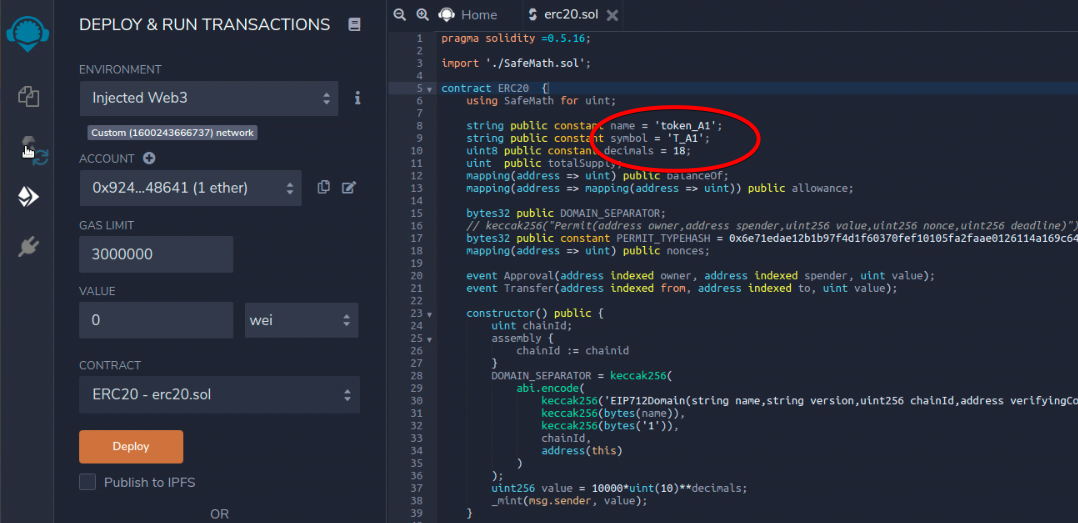 DEPLOY & RUN TRANSACTIONS
ENVIRONMENT
Injected Web3
Custom (1600243666737) network
ACCOUNT
0x924...48641 (1 ether)
GAS LIMIT
3000000
VALUE
0
wei
CONTRACT
ERC20 - erc20.sol
Deploy
Publish to IPFS
OR
Home
erc20.sol
1 pragma solidity =0.5.16;
2
3 import './SafeMath.sol';
4
5 contract ERC20 {
6 using SafeMath for uint;
7
8 string public constant name = 'token_A1';
9 string public constant symbol = 'T_A1';
10 uint8 public constant decimals = 18;
11 uint public totalSupply;
12 mapping(address => uint) public balanceOf;
13 mapping(address => mapping(address => uint)) public allowance;
14
15 bytes32 public DOMAIN_SEPARATOR;
16 // keccak256("Permit(address owner,address spender,uint256 value,uint256 nonce,uint256 deadline)")
17 bytes32 public constant PERMIT_TYPEHASH = 0x6e71edae12b1b97f4d1f60370fef10105fa2faae0126114a169c64
18 mapping(address => uint) public nonces;
19
20 event Approval(address indexed owner, address indexed spender, uint value);
21 event Transfer(address indexed from, address indexed to, uint value);
22
23 constructor() public {
24 uint chainId;
25 assembly {
26 chainId := chainid
27 }
28 DOMAIN_SEPARATOR = keccak256(
29 abi.encode(
30 keccak256('EIP712Domain(string name,string version,uint256 chainId,address verifyingCo
31 keccak256(bytes(name)),
32 keccak256(bytes('1')),
33 chainId,
34 address(this)
35 )
36 );
37 uint256 value = 10000*uint(10)**decimals;
38 _mint(msg.sender, value);
39 }